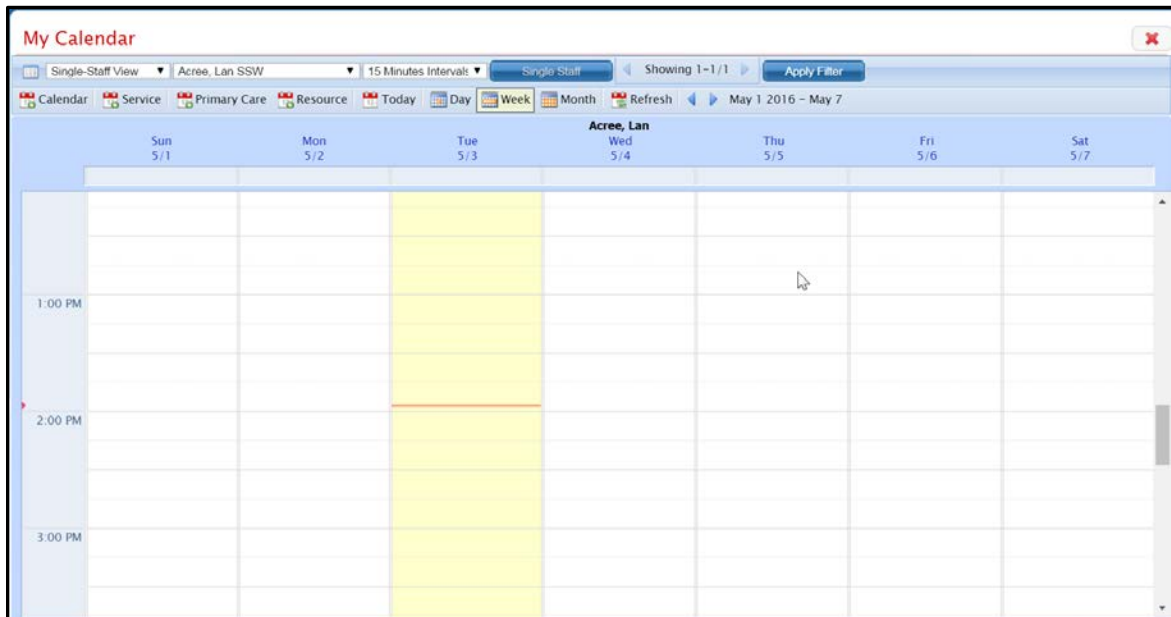 My Calendar
Single-Staff View Acree, Lan SSW 15 Minutes Intervals Single Staff Showing 1-1/1 Apply Filter
Calendar Service Primary Care Resource Today Day Week Month Refresh May 1 2016 - May 7
Acree, Lan
Sun Mon Tue Wed Thu Fri Sat
5/1 5/2 5/3 5/4 5/5 5/6 5/7
1:00 PM
2:00 PM
3:00 PM